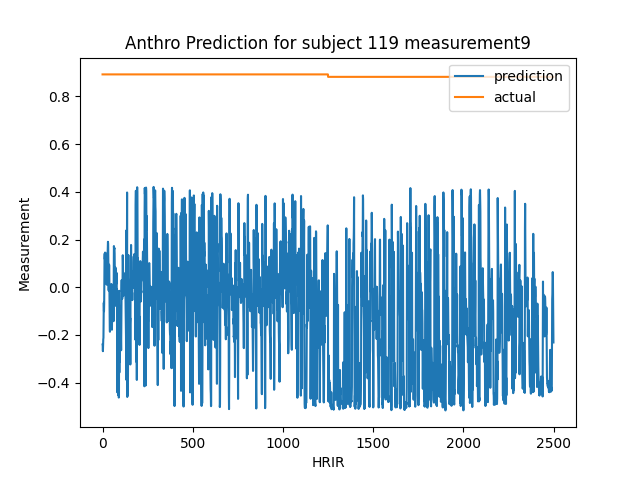 Anthro Prediction for subject 119 measurement9
prediction
actual
0.8
0.6
0.4
0.2
0.0
−0.2
−0.4
Measurement
0
500
1000
1500
2000
2500
HRIR